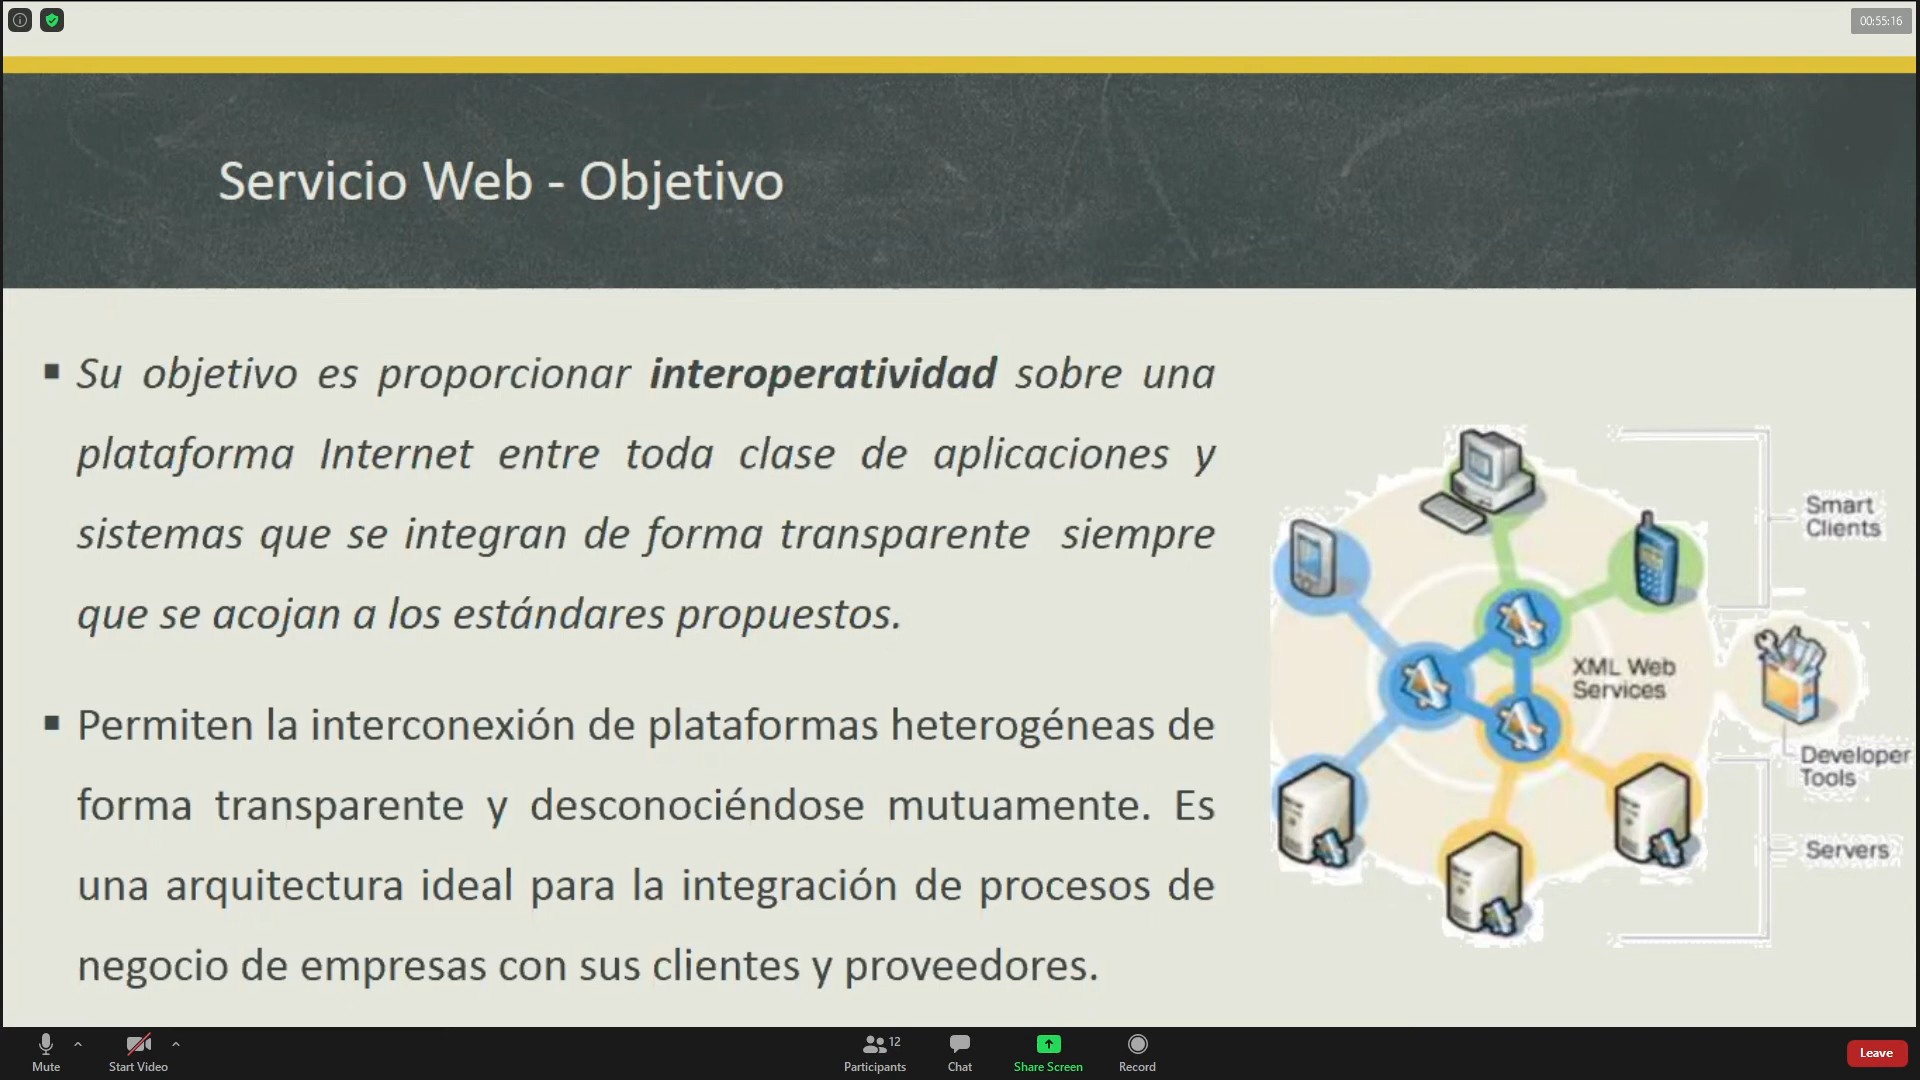 00:55:16
Servicio Web - Objetivo
▪ Su objetivo es proporcionar interoperatividad sobre una
plataforma Internet entre toda clase de aplicaciones y
sistemas que se integran de forma transparente siempre
que se acojan a los estándares propuestos.
▪ Permiten la interconexión de plataformas heterogéneas de
forma transparente y desconociéndose mutuamente. Es
una arquitectura ideal para la integración de procesos de
negocio de empresas con sus clientes y proveedores.
Smart
Clients
XML Web
Services
Developer
Tools
Servers
Mute
Start Video
12
Participants
Chat
Share Screen
Record
Leave